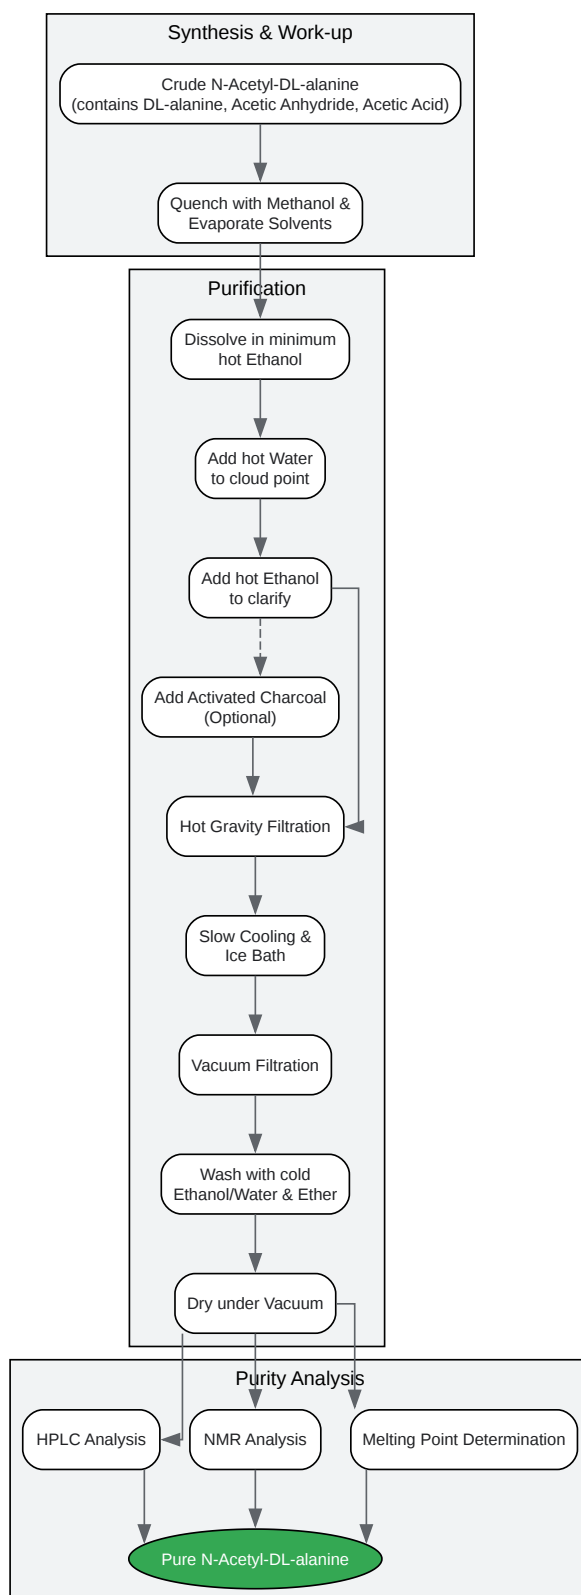 Synthesis & Work-up
Crude N-Acetyl-DL-alanine
(contains DL-alanine, Acetic Anhydride, Acetic Acid)
Quench with Methanol &
Evaporate Solvents
Purification
Dissolve in minimum
hot Ethanol
Add hot Water
to cloud point
Add hot Ethanol
to clarify
Add Activated Charcoal
(Optional)
Hot Gravity Filtration
Slow Cooling &
Ice Bath
Vacuum Filtration
Wash with cold
Ethanol/Water & Ether
Dry under Vacuum
Purity Analysis
HPLC Analysis
NMR Analysis
Melting Point Determination
Pure N-Acetyl-DL-alanine